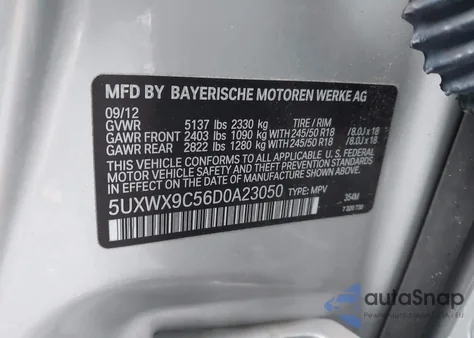 MFD BY BAYERISCHE MOTOREN WERKE AG
09/12
GVWR 5137 lbs 2330 kg TIRE / RIM
GAWR FRONT 2403 lbs 1090 kg WITH 245/50 R18 / 8.0J x 18
GAWR REAR 2822 lbs 1280 kg WITH 245/50 R18 / 8.0J x 18
THIS VEHICLE CONFORMS TO ALL APPLICABLE U.S. FEDERAL
MOTOR VEHICLE SAFETY AND THEFT PREVENTION STANDARDS
IN EFFECT ON THE DATE OF MANUFACTURE SHOWN ABOVE.
5UXWX9C56D0A23050 TYPE: MPV 354M
autoSnap